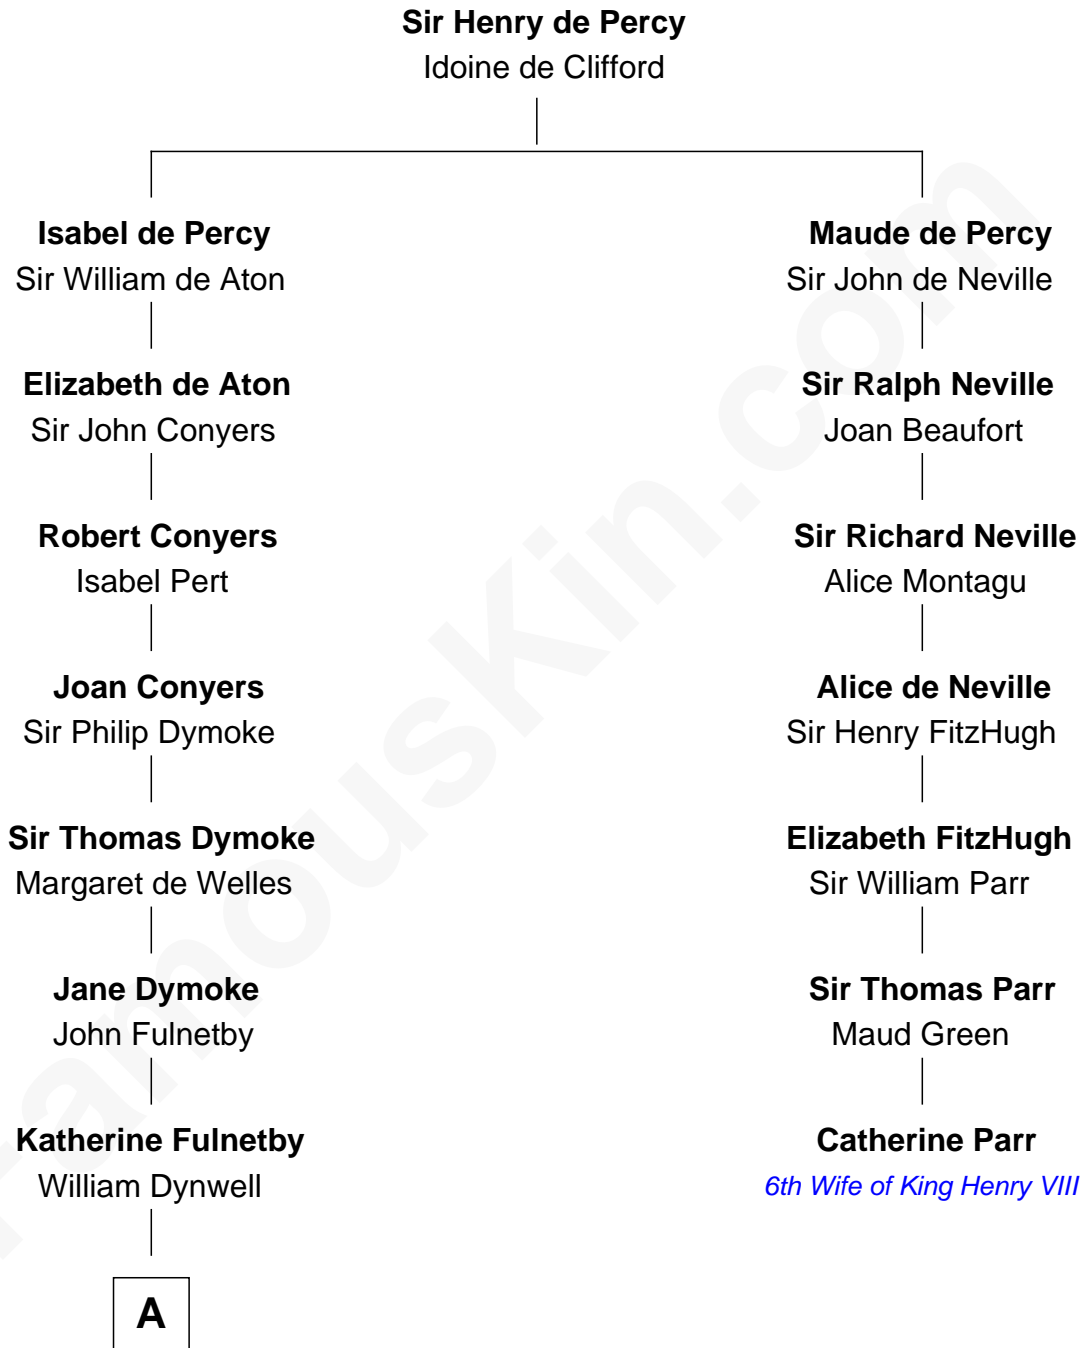 Sir Henry de Percy
Idoine de Clifford
Isabel de Percy
Sir William de Aton
Maude de Percy
Sir John de Neville
Elizabeth de Aton
Sir John Conyers
Sir Ralph Neville
Joan Beaufort
Robert Conyers
Isabel Pert
Sir Richard Neville
Alice Montagu
Joan Conyers
Sir Philip Dymoke
Alice de Neville
Sir Henry FitzHugh
Sir Thomas Dymoke
Margaret de Welles
Elizabeth FitzHugh
Sir William Parr
Jane Dymoke
John Fulnetby
Sir Thomas Parr
Maud Green
Katherine Fulnetby
William Dynwell
Catherine Parr
6th Wife of King Henry VIII
A
FamousKin.com